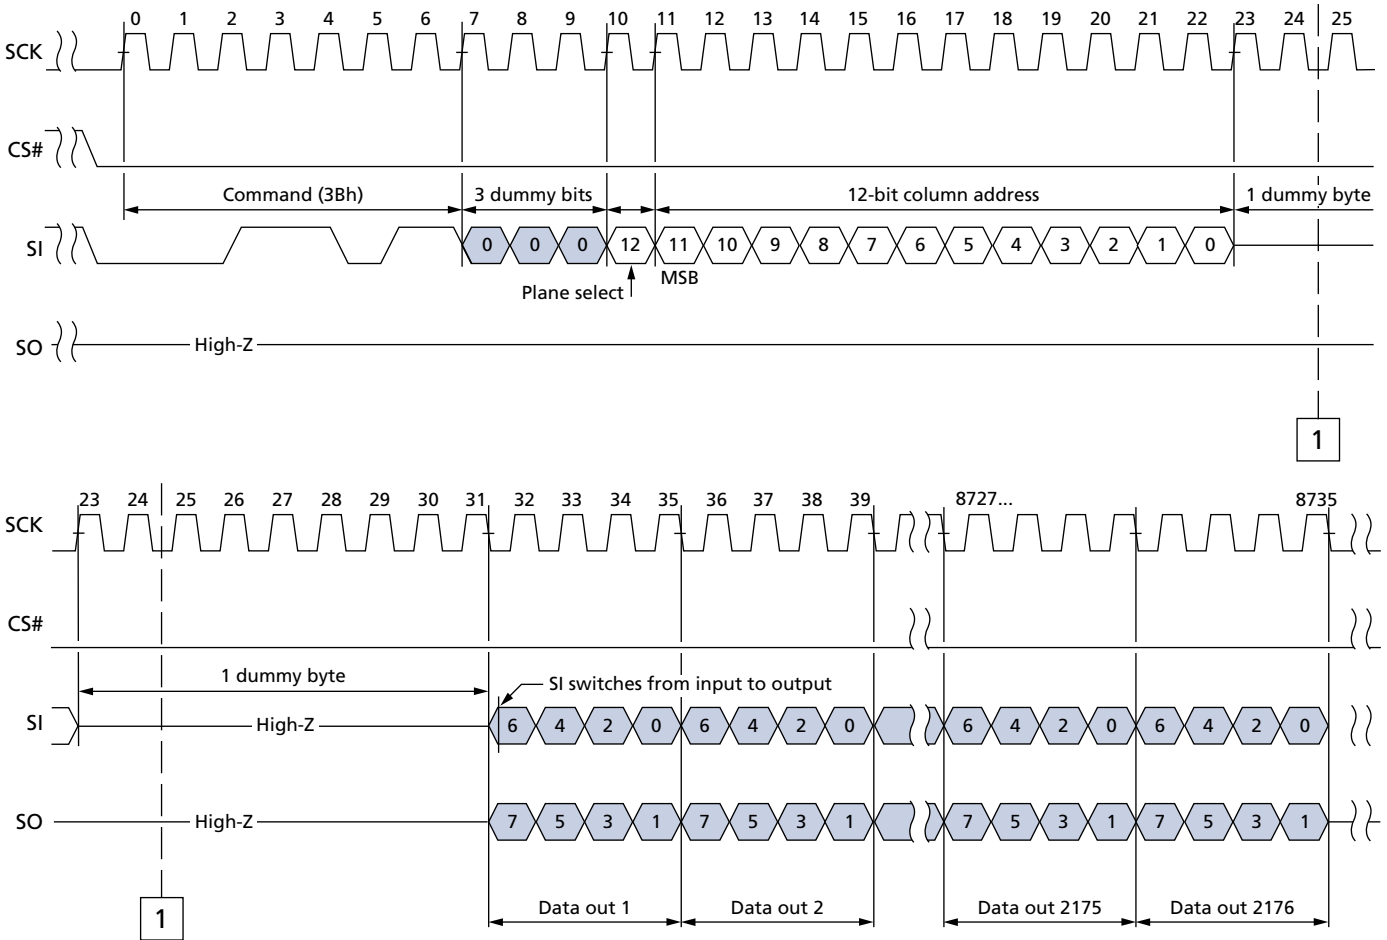 0 1 2 3 4 5 6 7 8 9 10 11 12 13 14 15 16 17 18 19 20 21 22 23 24 25
SCK
CS#
Command (3Bh) 3 dummy bits 12-bit column address 1 dummy byte
SI 0 0 0 12 11 10 9 8 7 6 5 4 3 2 1 0
MSB
Plane select
SO High-Z
1
23 24 25 26 27 28 29 30 31 32 33 34 35 36 37 38 39 8727... 8735
SCK
CS#
1 dummy byte
SI switches from input to output
SI High-Z 6 4 2 0 6 4 2 0 6 4 2 0 6 4 2 0
SO High-Z 7 5 3 1 7 5 3 1 7 5 3 1 7 5 3 1
Data out 1 Data out 2 Data out 2175 Data out 2176
1